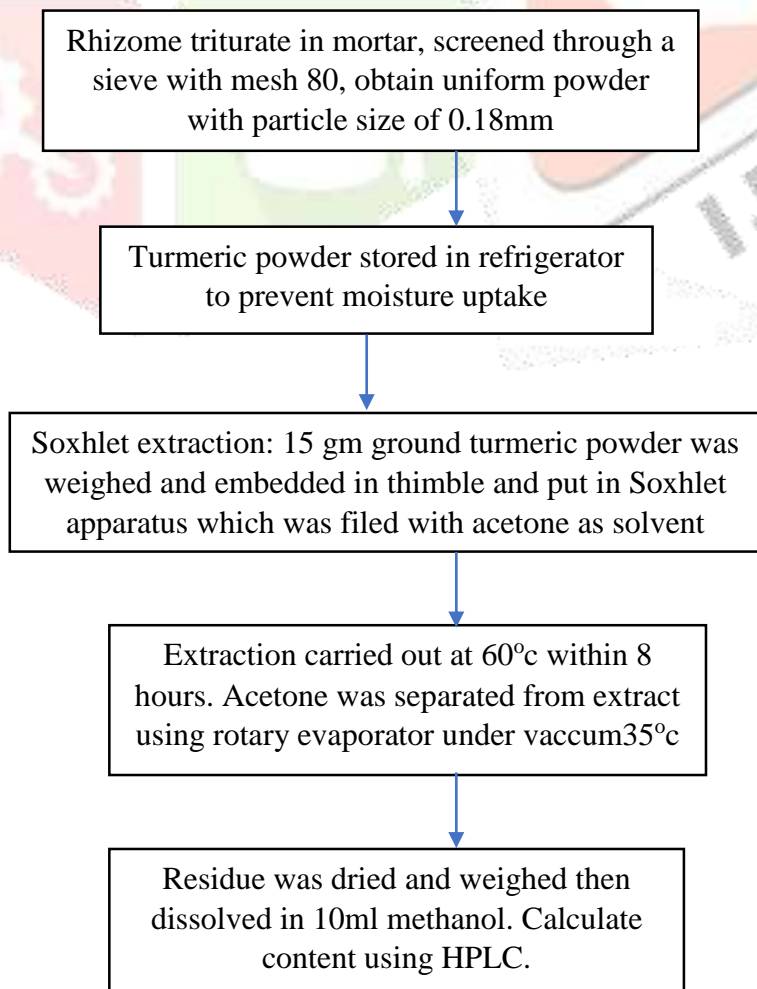 Rhizome triturate in mortar, screened through a
sieve with mesh 80, obtain uniform powder
with particle size of 0.18mm
Turmeric powder stored in refrigerator
to prevent moisture uptake
Soxhlet extraction: 15 gm ground turmeric powder was
weighed and embedded in thimble and put in Soxhlet
apparatus which was filed with acetone as solvent
Extraction carried out at 60°c within 8
hours. Acetone was separated from extract
using rotary evaporator under vaccum35°c
Residue was dried and weighed then
dissolved in 10ml methanol. Calculate
content using HPLC.